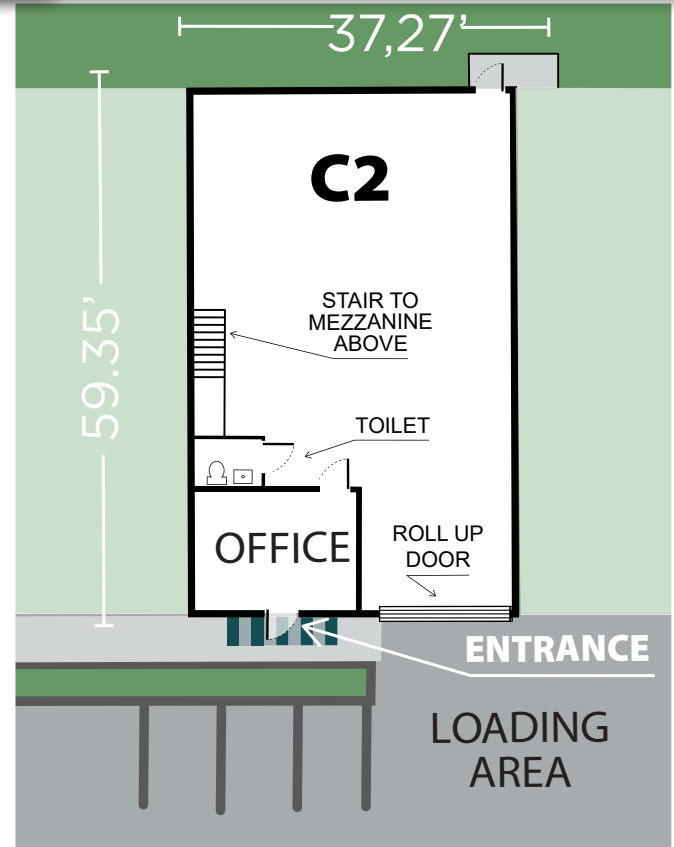 37,27'
C2
STAIR TO
MEZZANINE
ABOVE
59.35'
TOILET
OFFICE
ROLL UP
DOOR
ENTRANCE
LOADING
AREA